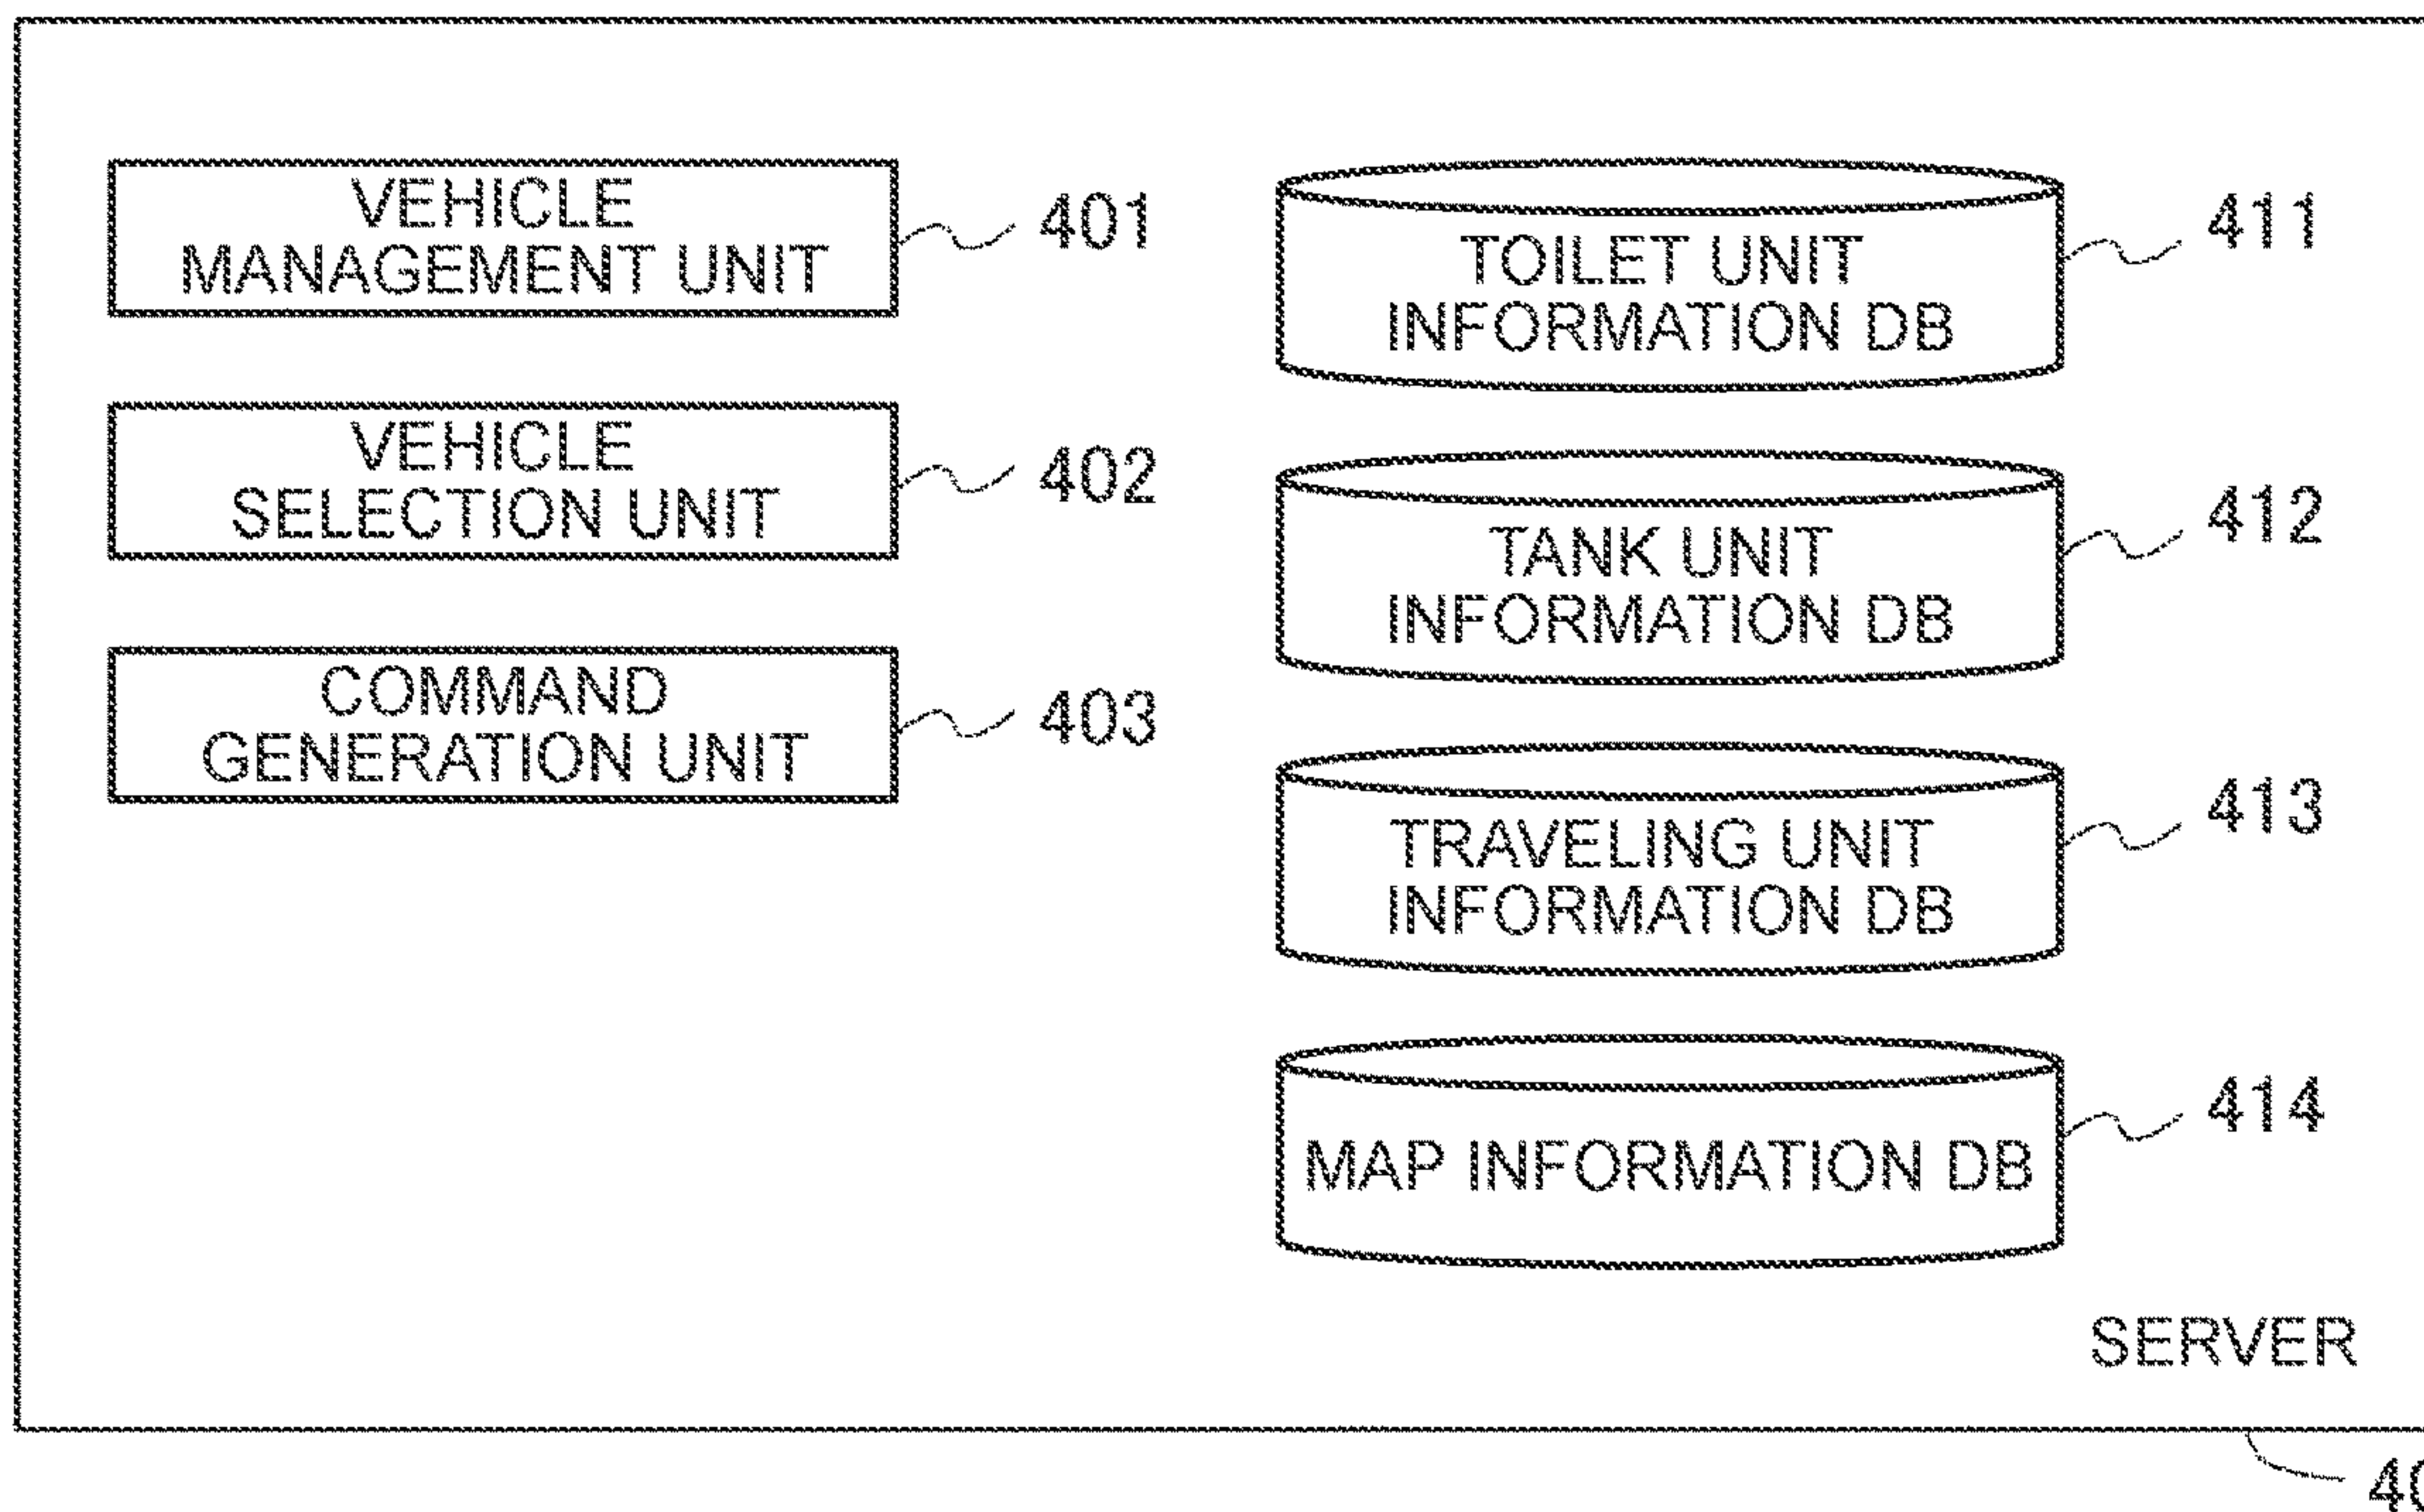 VEHICLE
MANAGEMENT UNIT
401
VEHICLE
SELECTION UNIT
402
COMMAND
GENERATION UNIT
403
TOILET UNIT
INFORMATION DB
411
TANK UNIT
INFORMATION DB
412
TRAVELING UNIT
INFORMATION DB
413
MAP INFORMATION DB
414
SERVER